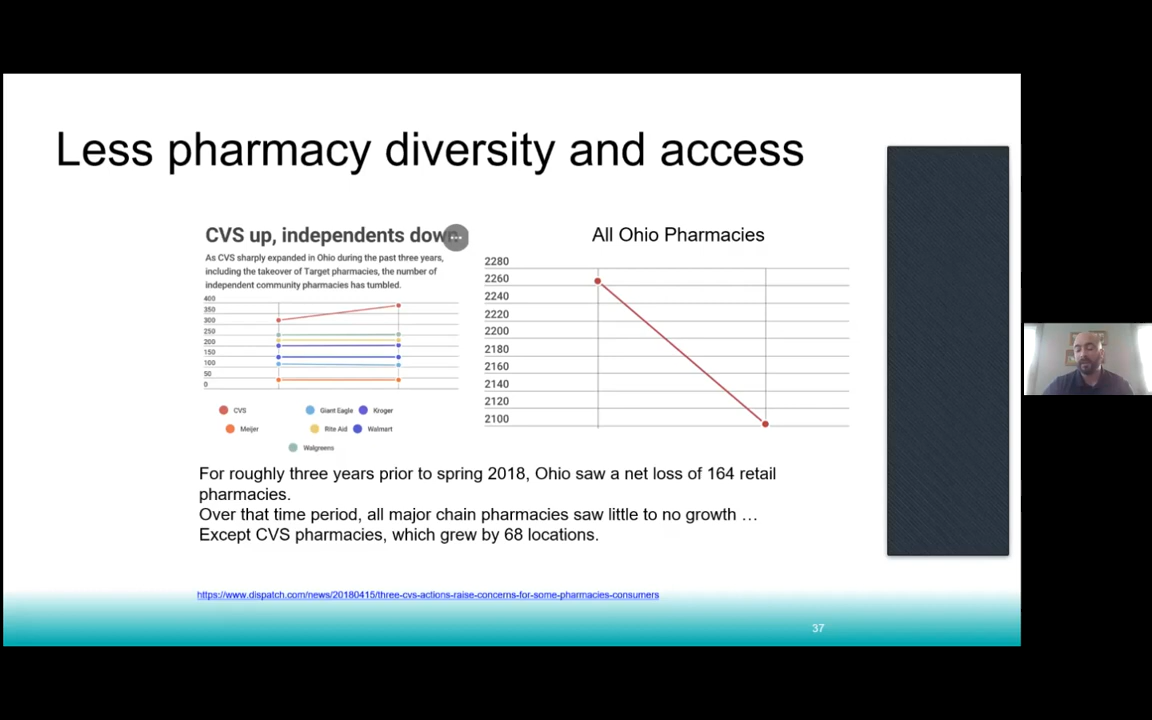 Less pharmacy diversity and access
CVS up, independents dow
As CVS sharply expanded in Ohio during the past three years,
including the takeover of Target pharmacies, the number of
independent community pharmacies has tumbled.
400
350
300
250
200
150
100
50
0
CVS
Giant Eagle
Kroger
Meijer
Rite Aid
Walmart
Walgreens
All Ohio Pharmacies
2280
2260
2240
2220
2200
2180
2160
2140
2120
2100
For roughly three years prior to spring 2018, Ohio saw a net loss of 164 retail
pharmacies.
Over that time period, all major chain pharmacies saw little to no growth …
Except CVS pharmacies, which grew by 68 locations.
https://www.dispatch.com/news/20180415/three-cvs-actions-raise-concerns-for-some-pharmacies-consumers
37